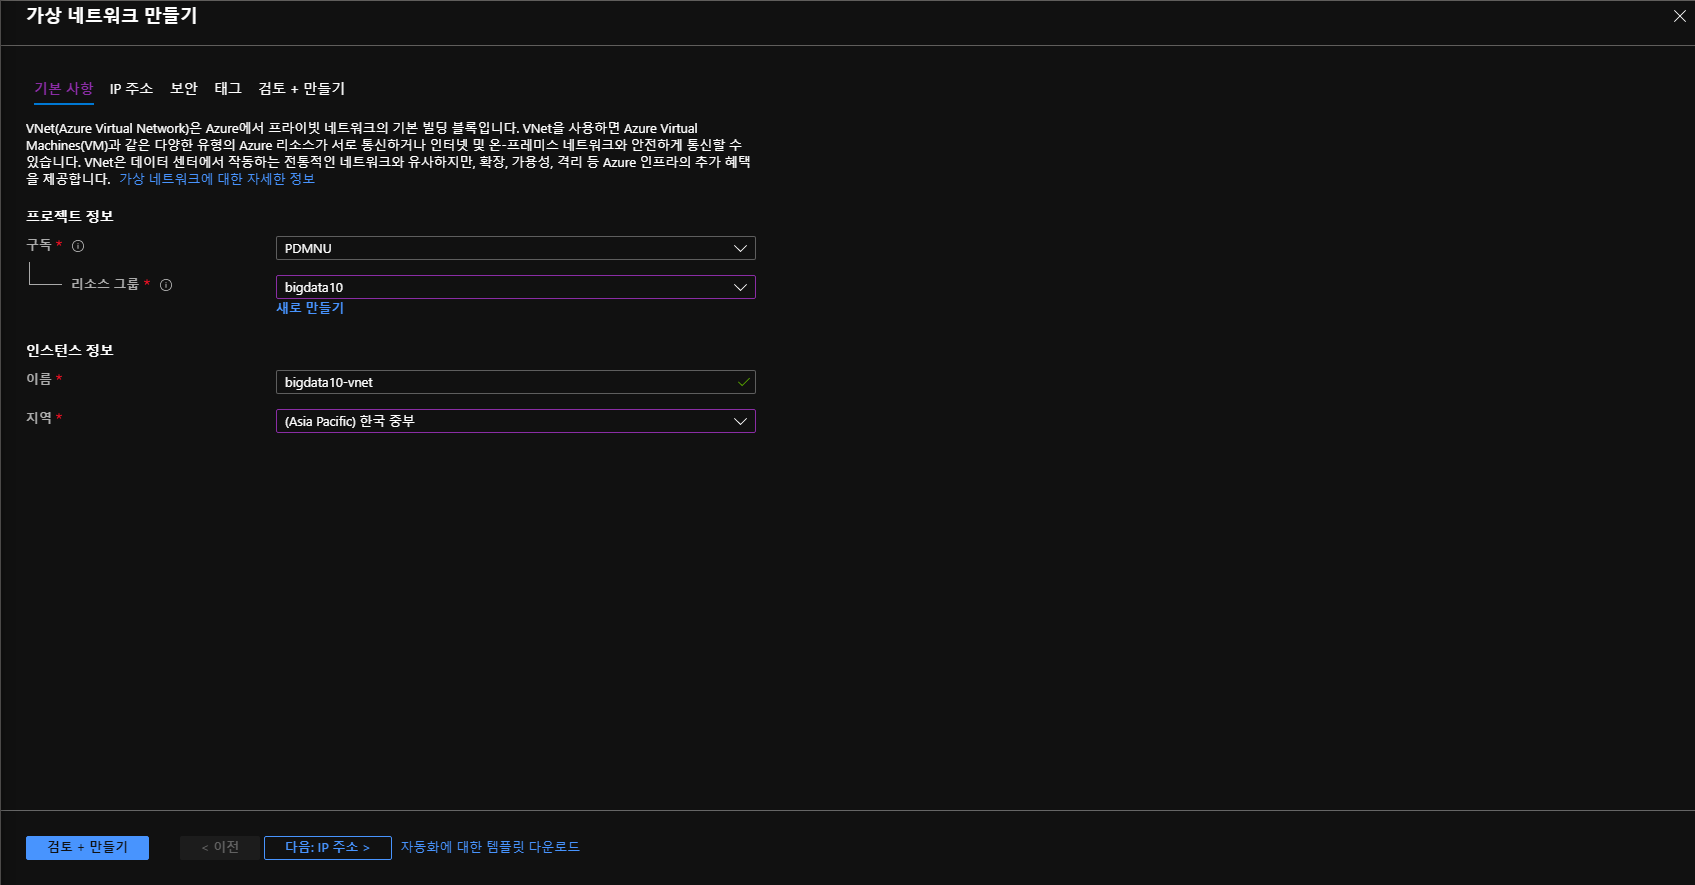 가상 네트워크 만들기
기본 사항 IP 주소 보안 태그 검토 + 만들기
VNet(Azure Virtual Network)은 Azure에서 프라이빗 네트워크의 기본 빌딩 블록입니다. VNet을 사용하면 Azure Virtual
Machines(VM)과 같은 다양한 유형의 Azure 리소스가 서로 통신하거나 인터넷 및 온-프레미스 네트워크와 안전하게 통신할 수
있습니다. VNet은 데이터 센터에서 작동하는 전통적인 네트워크와 유사하지만, 확장, 가용성, 격리 등 Azure 인프라의 추가 혜택
을 제공합니다. 가상 네트워크에 대한 자세한 정보
프로젝트 정보
구독 * PDMNU
리소스 그룹 * bigdata10
새로 만들기
인스턴스 정보
이름 * bigdata10-vnet
지역 * (Asia Pacific) 한국 중부
검토 + 만들기 < 이전 다음: IP 주소 > 자동화에 대한 템플릿 다운로드